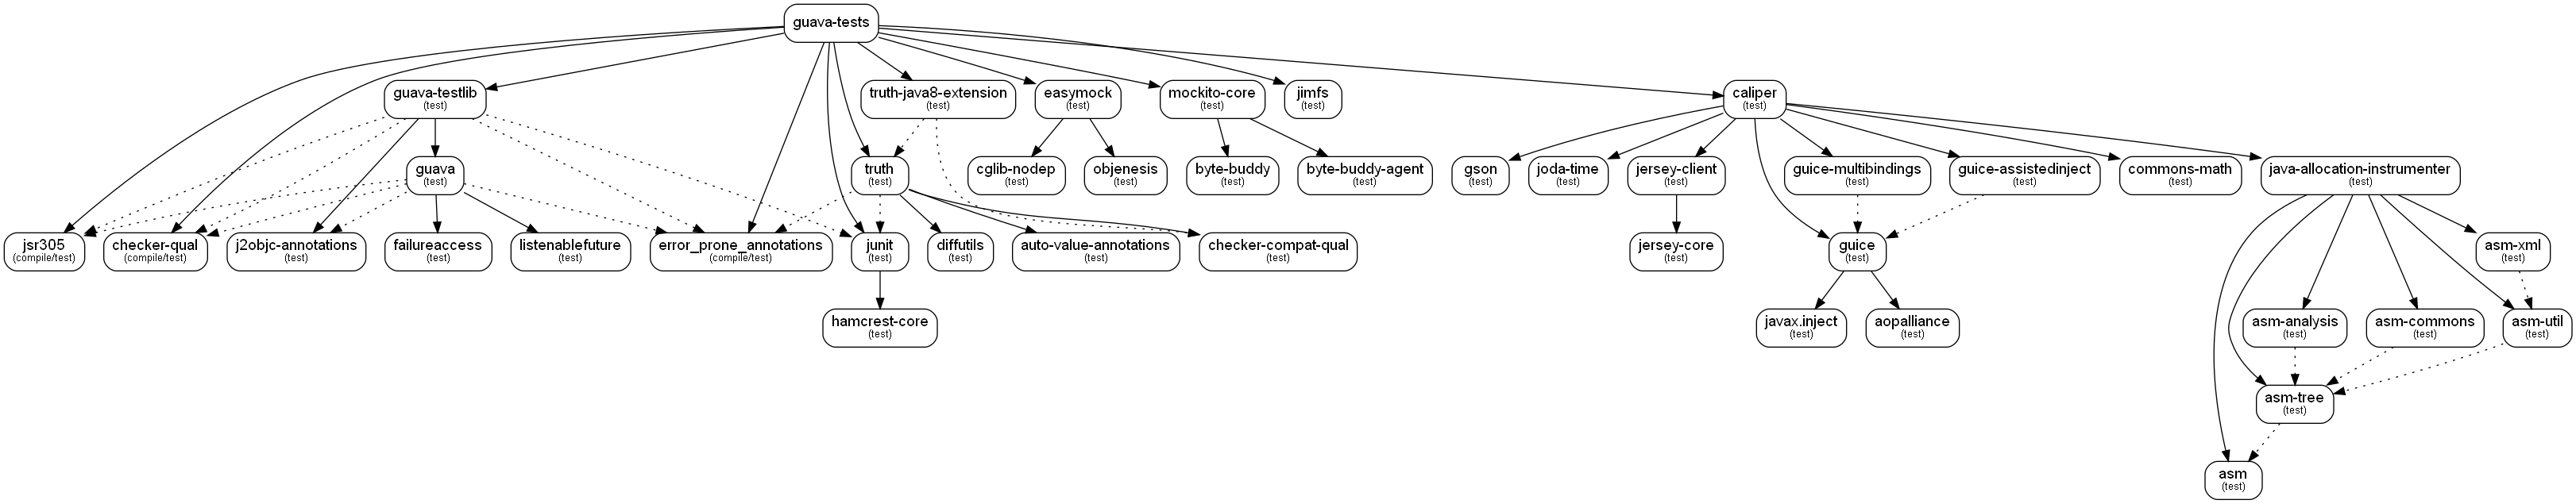 guava-tests
guava-testlib
(test)
truth-java8-extension
(test)
easymock
(test)
mockito-core
(test)
jimfs
(test)
caliper
(test)
guava
(test)
truth
(test)
cglib-nodep
(test)
objenesis
(test)
byte-buddy
(test)
byte-buddy-agent
(test)
gson
(test)
joda-time
(test)
jersey-client
(test)
guice-multibindings
(test)
guice-assistedinject
(test)
commons-math
(test)
java-allocation-instrumenter
(test)
jsr305
(compile/test)
checker-qual
(compile/test)
j2objc-annotations
(test)
failureaccess
(test)
listenablefuture
(test)
error_prone_annotations
(compile/test)
junit
(test)
diffutils
(test)
auto-value-annotations
(test)
checker-compat-qual
(test)
jersey-core
(test)
guice
(test)
asm-xml
(test)
hamcrest-core
(test)
javax.inject
(test)
aopalliance
(test)
asm-analysis
(test)
asm-commons
(test)
asm-util
(test)
asm-tree
(test)
asm
(test)